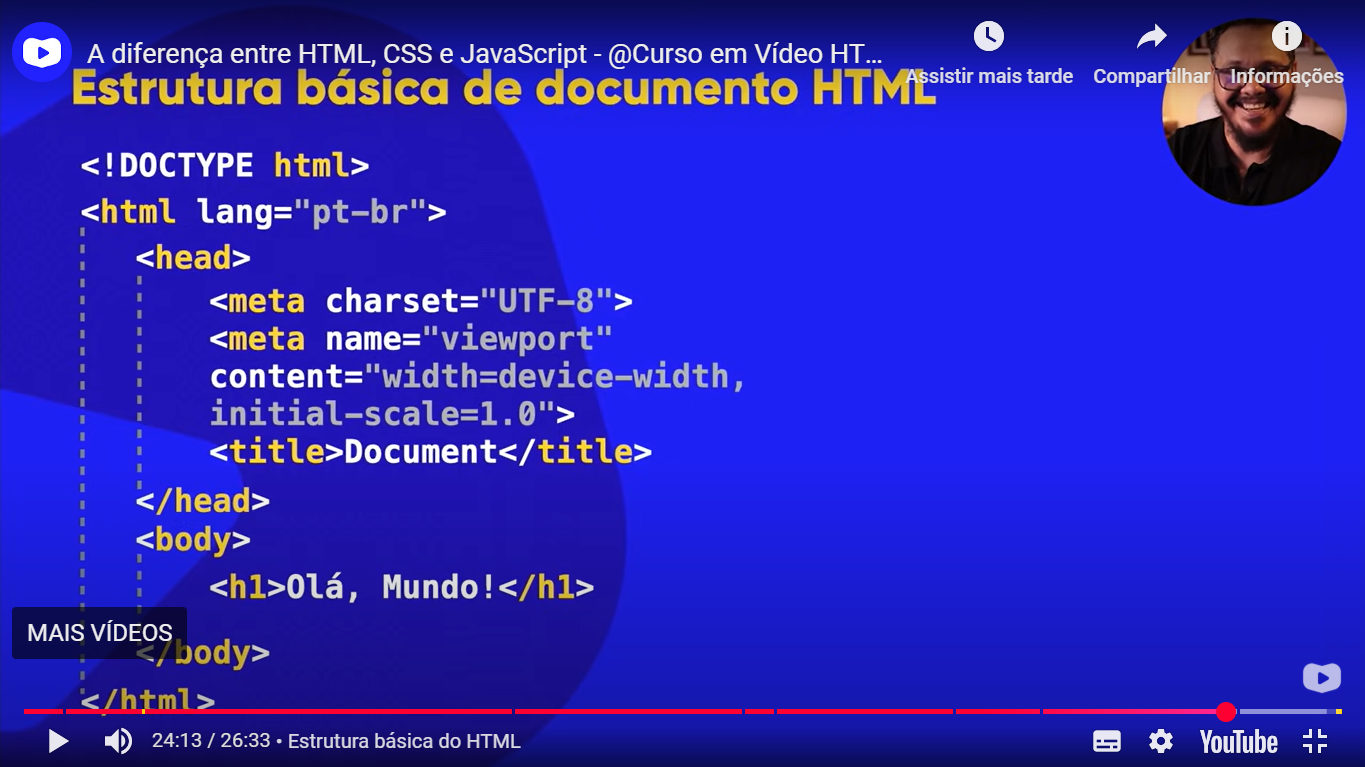 A diferença entre HTML, CSS e JavaScript - @Curso em Vídeo HT...
Assistir mais tarde
Compartilhar
Informações
Estrutura básica de documento HTML
<!DOCTYPE html>
<html lang="pt-br">
<head>
<meta charset="UTF-8">
<meta name="viewport"
content="width=device-width,
initial-scale=1.0">
<title>Document</title>
</head>
<body>
<h1>Olá, Mundo!</h1>
MAIS VÍDEOS
</body>
</html>
24:13 / 26:33 • Estrutura básica do HTML
YouTube